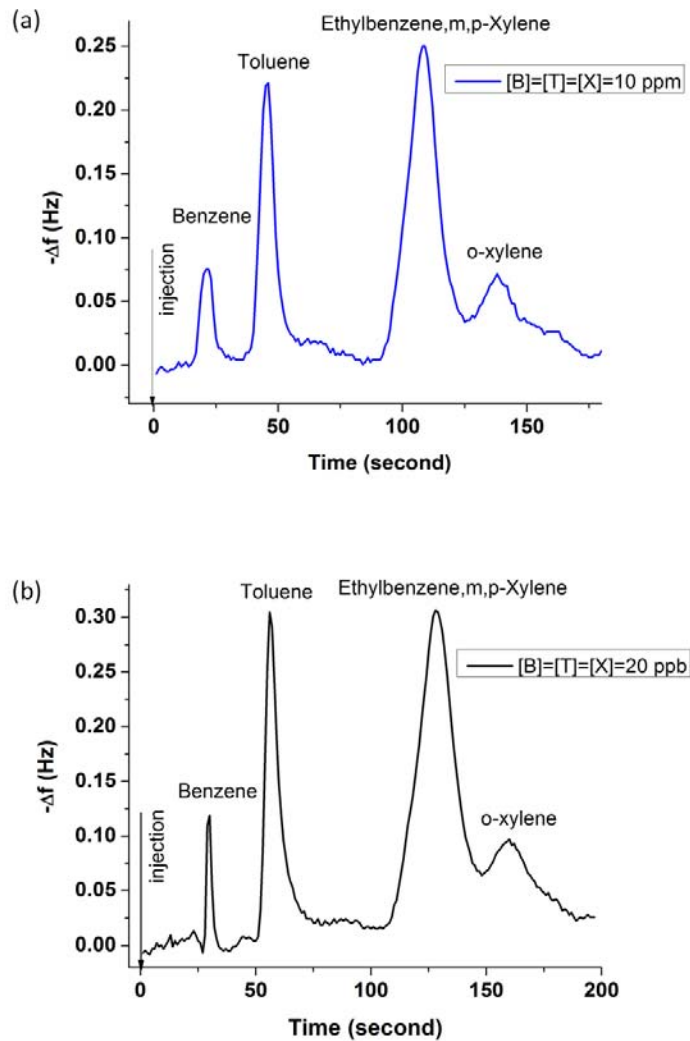 (a)
Ethylbenzene,m,p-Xylene
0.25
Toluene
[B]=[T]=[X]=10 ppm
0.20
0.15
-Δf (Hz)
Benzene
0.10
o-xylene
injection
0.05
0.00
0 50 100 150
Time (second)
(b)
Toluene
Ethylbenzene,m,p-Xylene
0.30
[B]=[T]=[X]=20 ppb
0.25
0.20
-Δf (Hz)
0.15
Benzene
o-xylene
0.10
injection
0.05
0.00
0 50 100 150 200
Time (second)